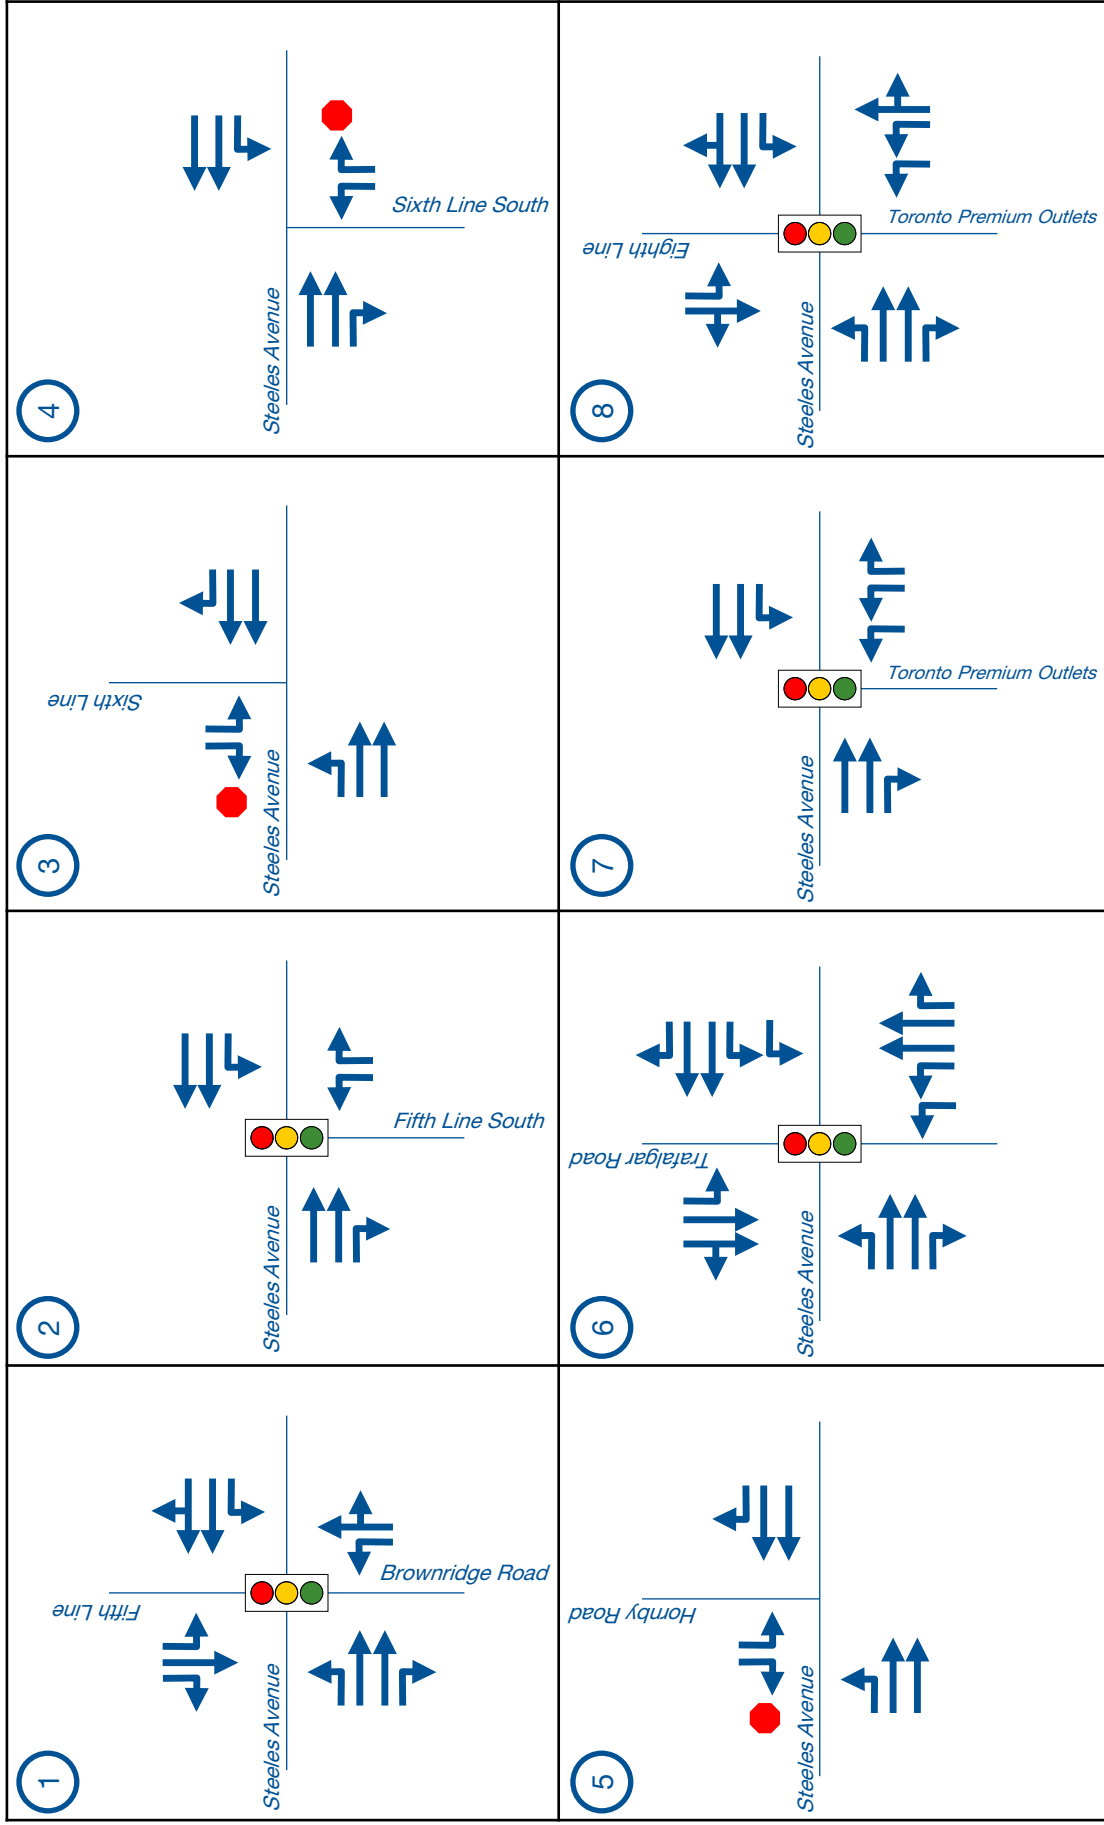 1
Fifth Line
Steeles Avenue
Brownridge Road
2
Steeles Avenue
Fifth Line South
3
Sixth Line
Steeles Avenue
4
Steeles Avenue
Sixth Line South
5
Hornby Road
Steeles Avenue
6
Trafalgar Road
Steeles Avenue
7
Steeles Avenue
Toronto Premium Outlets
8
Eighth Line
Steeles Avenue
Toronto Premium Outlets